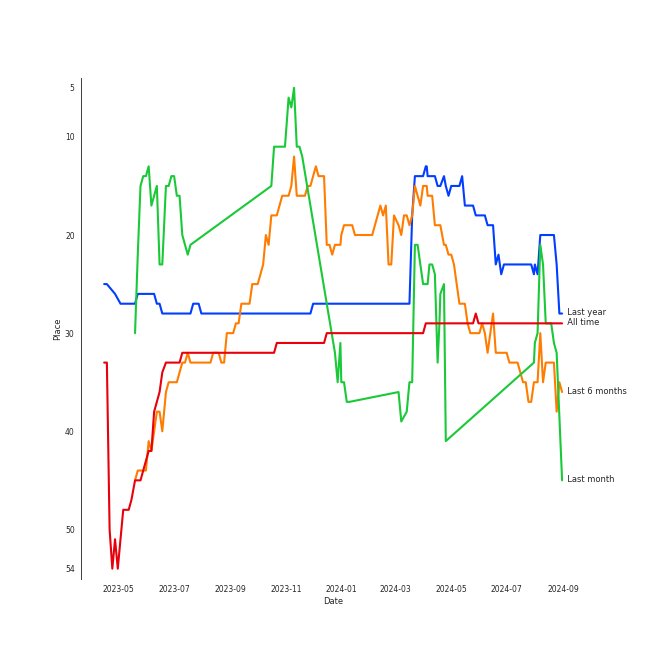 5
10
20
30
40
50
54
Place
2023-05
2023-07
2023-09
2023-11
2024-01
2024-03
2024-05
2024-07
2024-09
Date
Last year
All time
Last 6 months
Last month